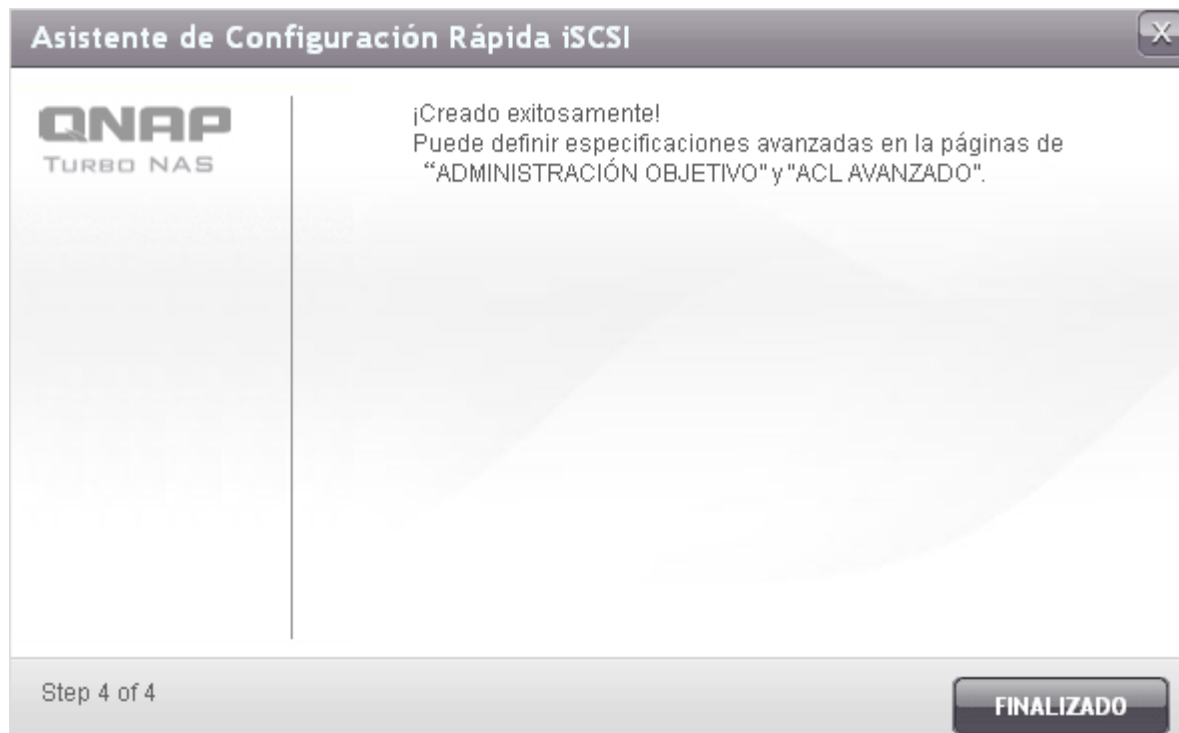 Asistente de Configuración Rápida iSCSI
X
QNAP
TURBO NAS
¡Creado exitosamente!
Puede definir especificaciones avanzadas en la páginas de
“ADMINISTRACIÓN OBJETIVO" y "ACL AVANZADO".
Step 4 of 4
FINALIZADO